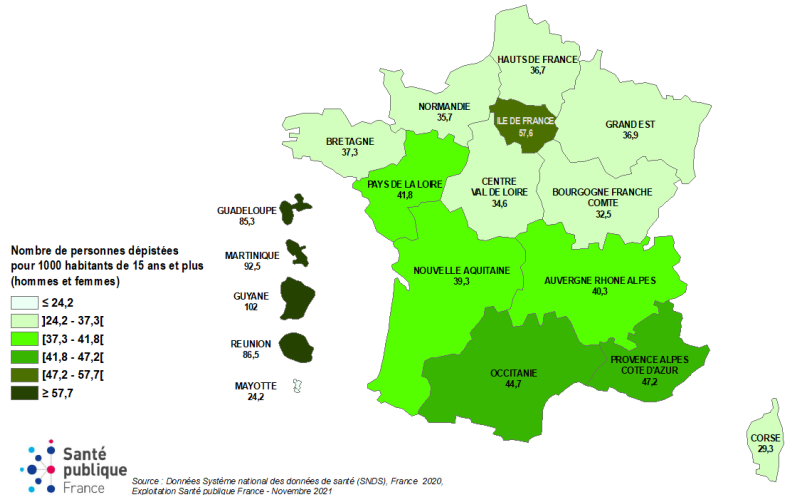 HAUTS DE FRANCE
36,7
NORMANDIE
35,7
ILE DE FRANCE
57,6
GRAND EST
36,9
BRETAGNE
37,3
PAYS DE LA LOIRE
41,8
CENTRE
VAL DE LOIRE
34,6
BOURGOGNE FRANCHE
COMTE
32,5
GUADELOUPE
85,3
MARTINIQUE
92,5
GUYANE
102
REUNION
86,5
MAYOTTE
24,2
NOUVELLE AQUITAINE
39,3
AUVERGNE RHONE ALPES
40,3
OCCITANIE
44,7
PROVENCE ALPES
COTE D'AZUR
47,2
CORSE
29,3
Nombre de personnes dépistées
pour 1000 habitants de 15 ans et plus
(hommes et femmes)
≤ 24,2
]24,2 - 37,3[
[37,3 - 41,8[
[41,8 - 47,2[
[47,2 - 57,7[
≥ 57,7
Santé
publique
France
Source : Données Systéme national des données de santé (SNDS), France 2020,
Exploitation Santé publique France - Novembre 2021